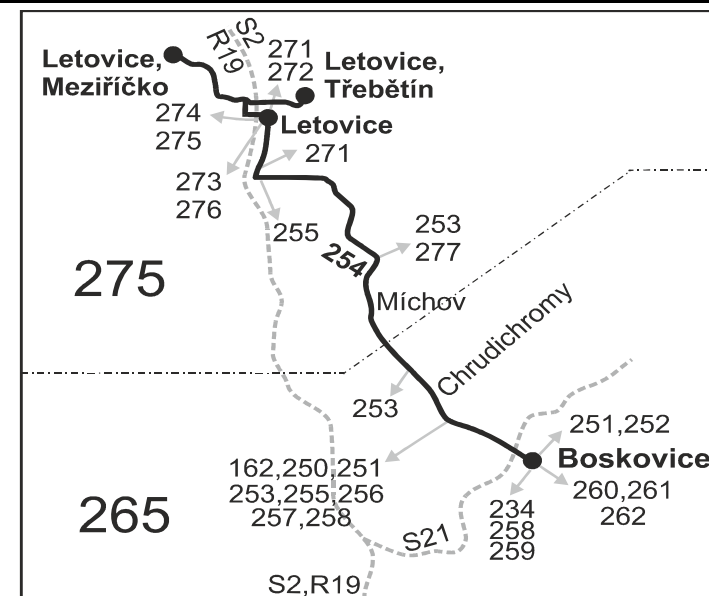 S2
R19
Letovice,
Meziříčko
271
272
Letovice,
Třebětín
274
275
Letovice
271
273
276
255
253
277
254
275
Míchov
Chrudichromy
253
251,252
162,250,251
253,255,256
257,258
Boskovice
260,261
262
234
258
259
265
S21
S2,R19